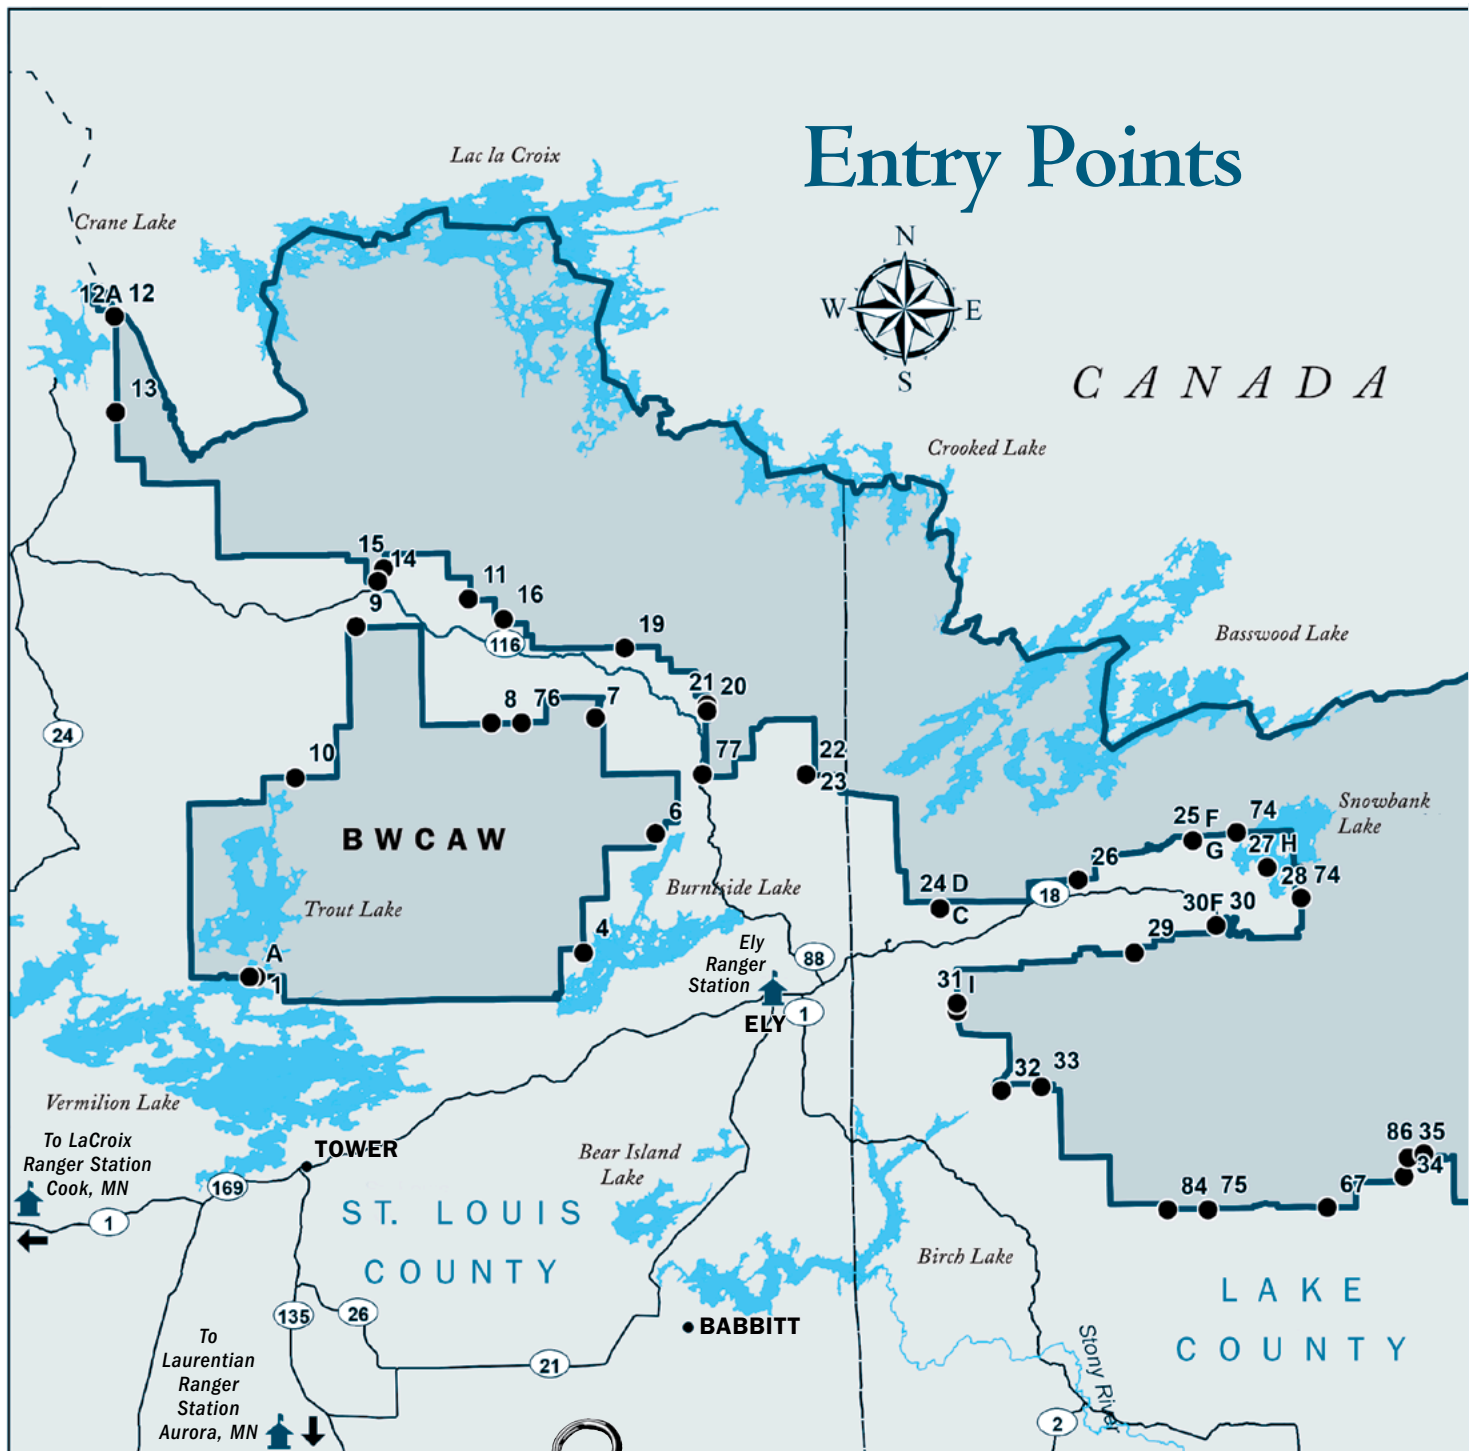 Entry Points
Lac la Croix
Crane Lake
N
W
E
S
12A
12
13
CANADA
Crooked Lake
15
14
11
9
16
116
19
Basswood Lake
21
20
8
76
7
24
10
77
22
23
6
BWCAW
Snowbank
Lake
25
F
G
74
27
H
26
28
74
Burntside Lake
24
D
C
18
30F
30
Trout Lake
29
4
Ely
Ranger
Station
88
A
1
31
I
ELY
1
32
33
Vermilion Lake
To LaCroix
Ranger Station
Cook, MN
TOWER
Bear Island
Lake
86
35
34
169
84
75
67
1
ST. LOUIS
COUNTY
Birch Lake
LAKE
COUNTY
135
26
BABBITT
To
Laurentian
Ranger
Station
Aurora, MN
21
Stony River
2